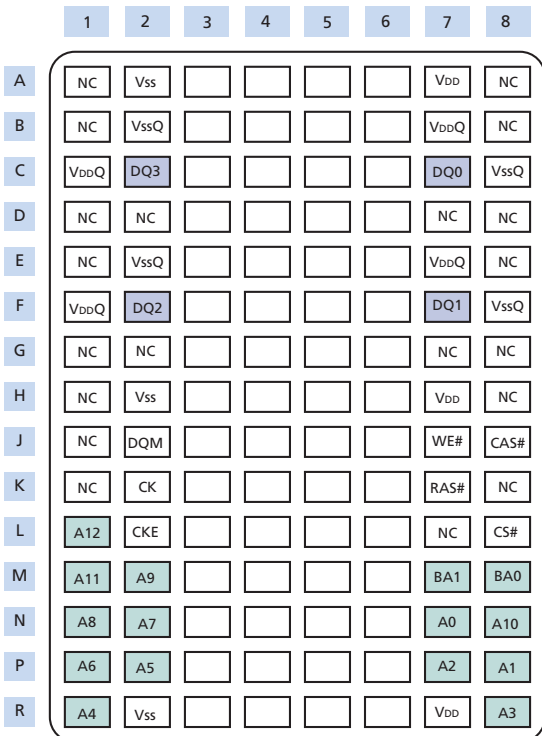 1 2 3 4 5 6 7 8
A NC Vss VDD NC
B NC VssQ VDDQ NC
C VDDQ DQ3 DQ0 VssQ
D NC NC NC NC
E NC VssQ VDDQ NC
F VDDQ DQ2 DQ1 VssQ
G NC NC NC NC
H NC Vss VDD NC
J NC DQM WE# CAS#
K NC CK RAS# NC
L A12 CKE NC CS#
M A11 A9 BA1 BA0
N A8 A7 A0 A10
P A6 A5 A2 A1
R A4 Vss VDD A3